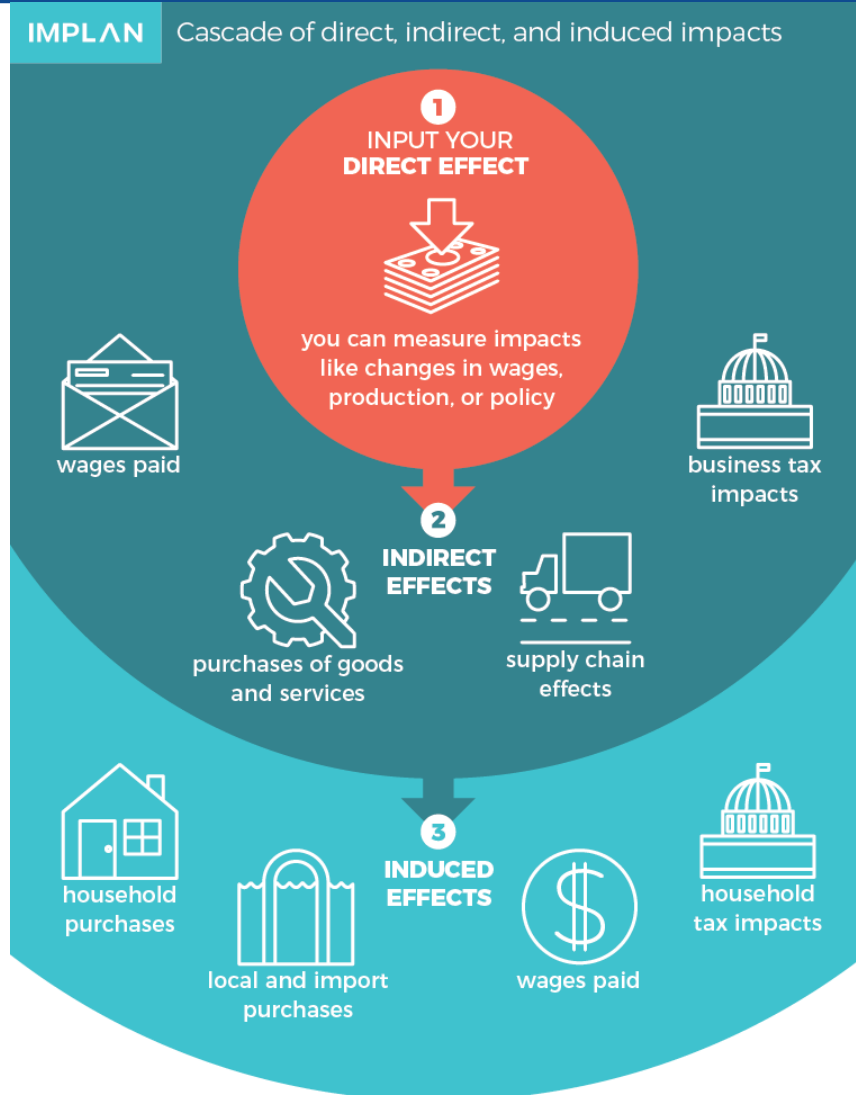 IMPLAN
Cascade of direct, indirect, and induced impacts
1
INPUT YOUR
DIRECT EFFECT
you can measure impacts
like changes in wages,
production, or policy
wages paid
business tax
impacts
2
INDIRECT
EFFECTS
purchases of goods
and services
supply chain
effects
3
INDUCED
EFFECTS
household
purchases
local and import
purchases
$
wages paid
household
tax impacts